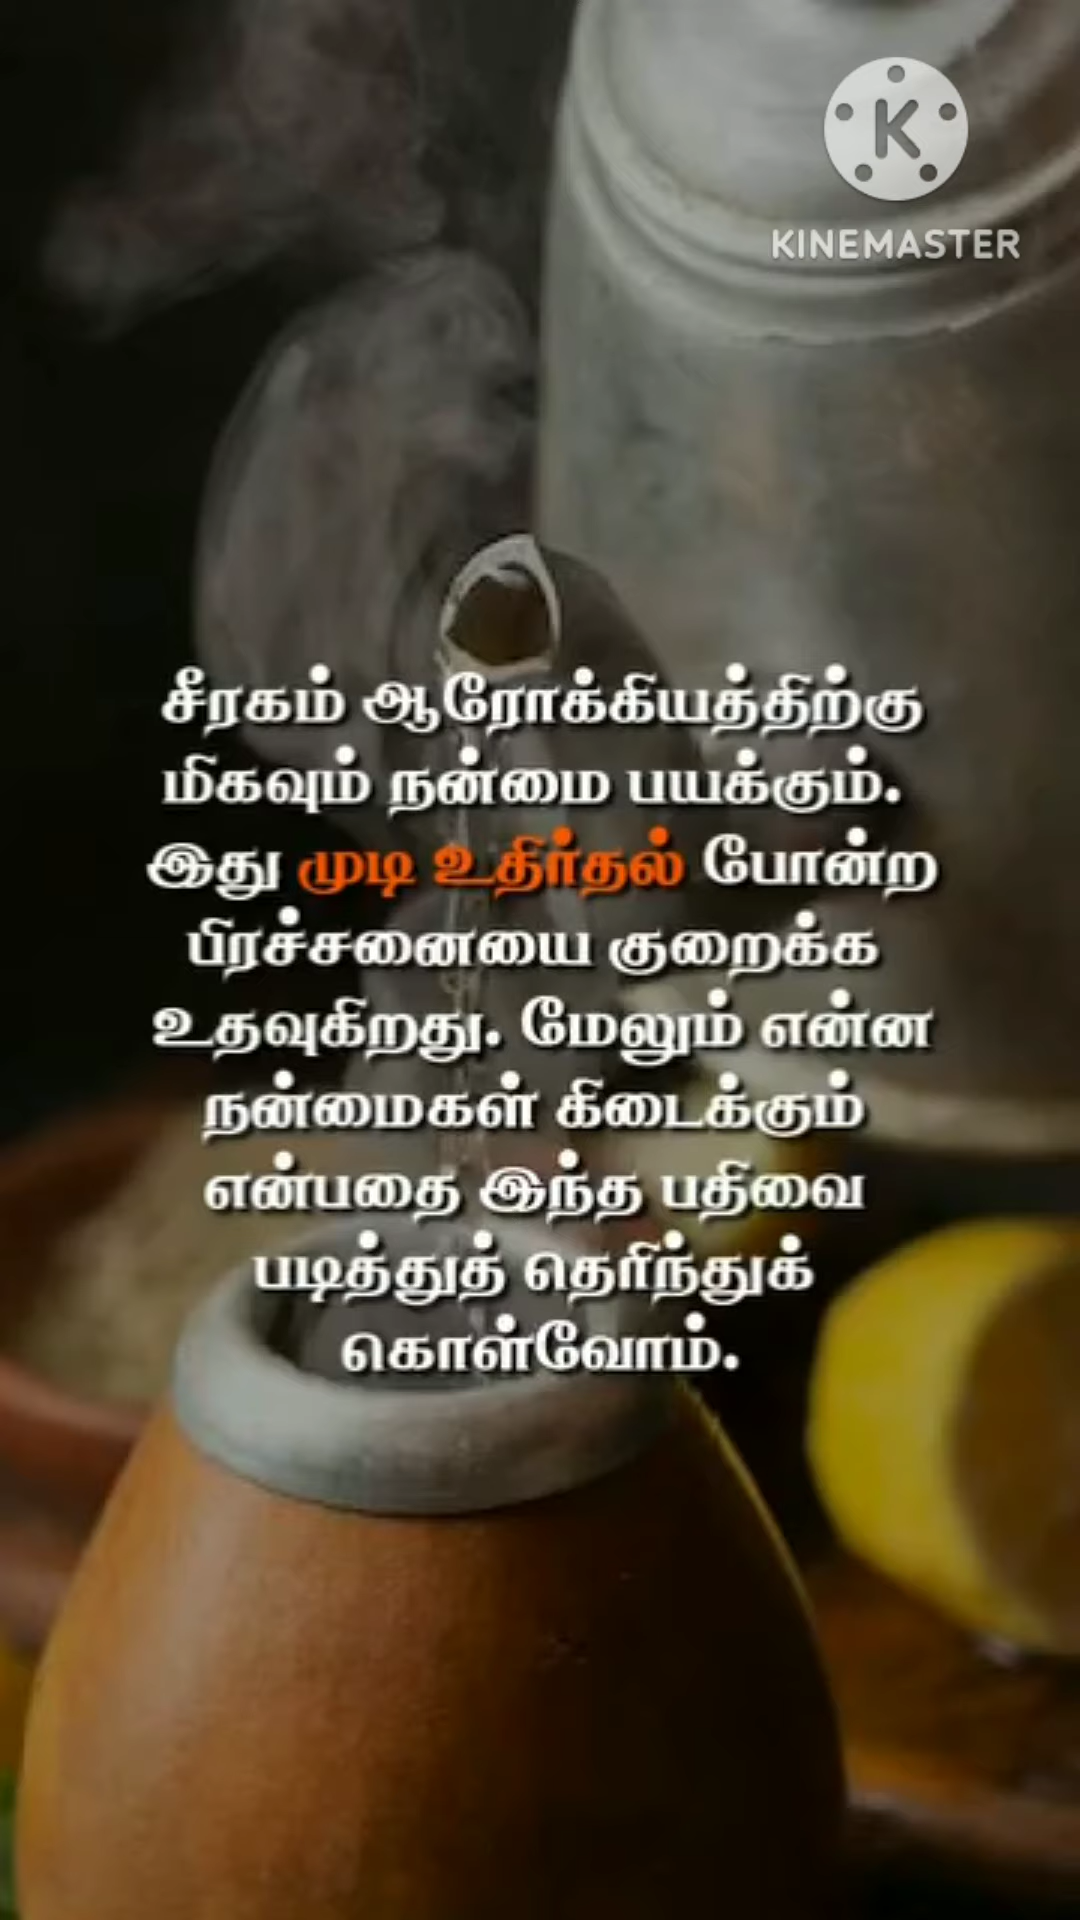 KINEMASTER
சீரகம் ஆரோக்கியத்திற்கு
மிகவும் நன்மை பயக்கும்.
இது முடி உதிர்தல் போன்ற
பிரச்சனையை குறைக்க
உதவுகிறது. மேலும் என்ன
நன்மைகள் கிடைக்கும்
என்பதை இந்த பதிவை
படித்துத் தெரிந்துக்
கொள்வோம்.